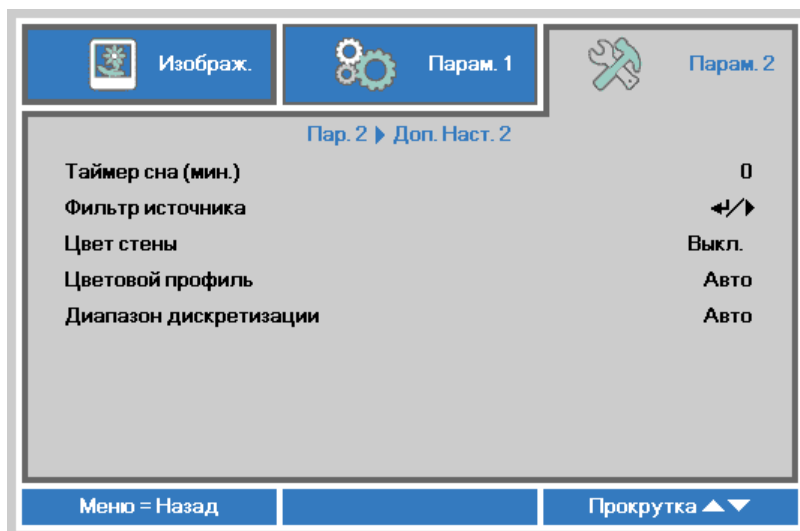 Изображ.
Парам. 1
Парам. 2
Пар. 2 ▶ Доп. Наст. 2
Таймер сна (мин.) 0
Фильтр источника ↵/▶
Цвет стены Выкл.
Цветовой профиль Авто
Диапазон дискретизации Авто
Меню = Назад
Прокрутка ▲▼